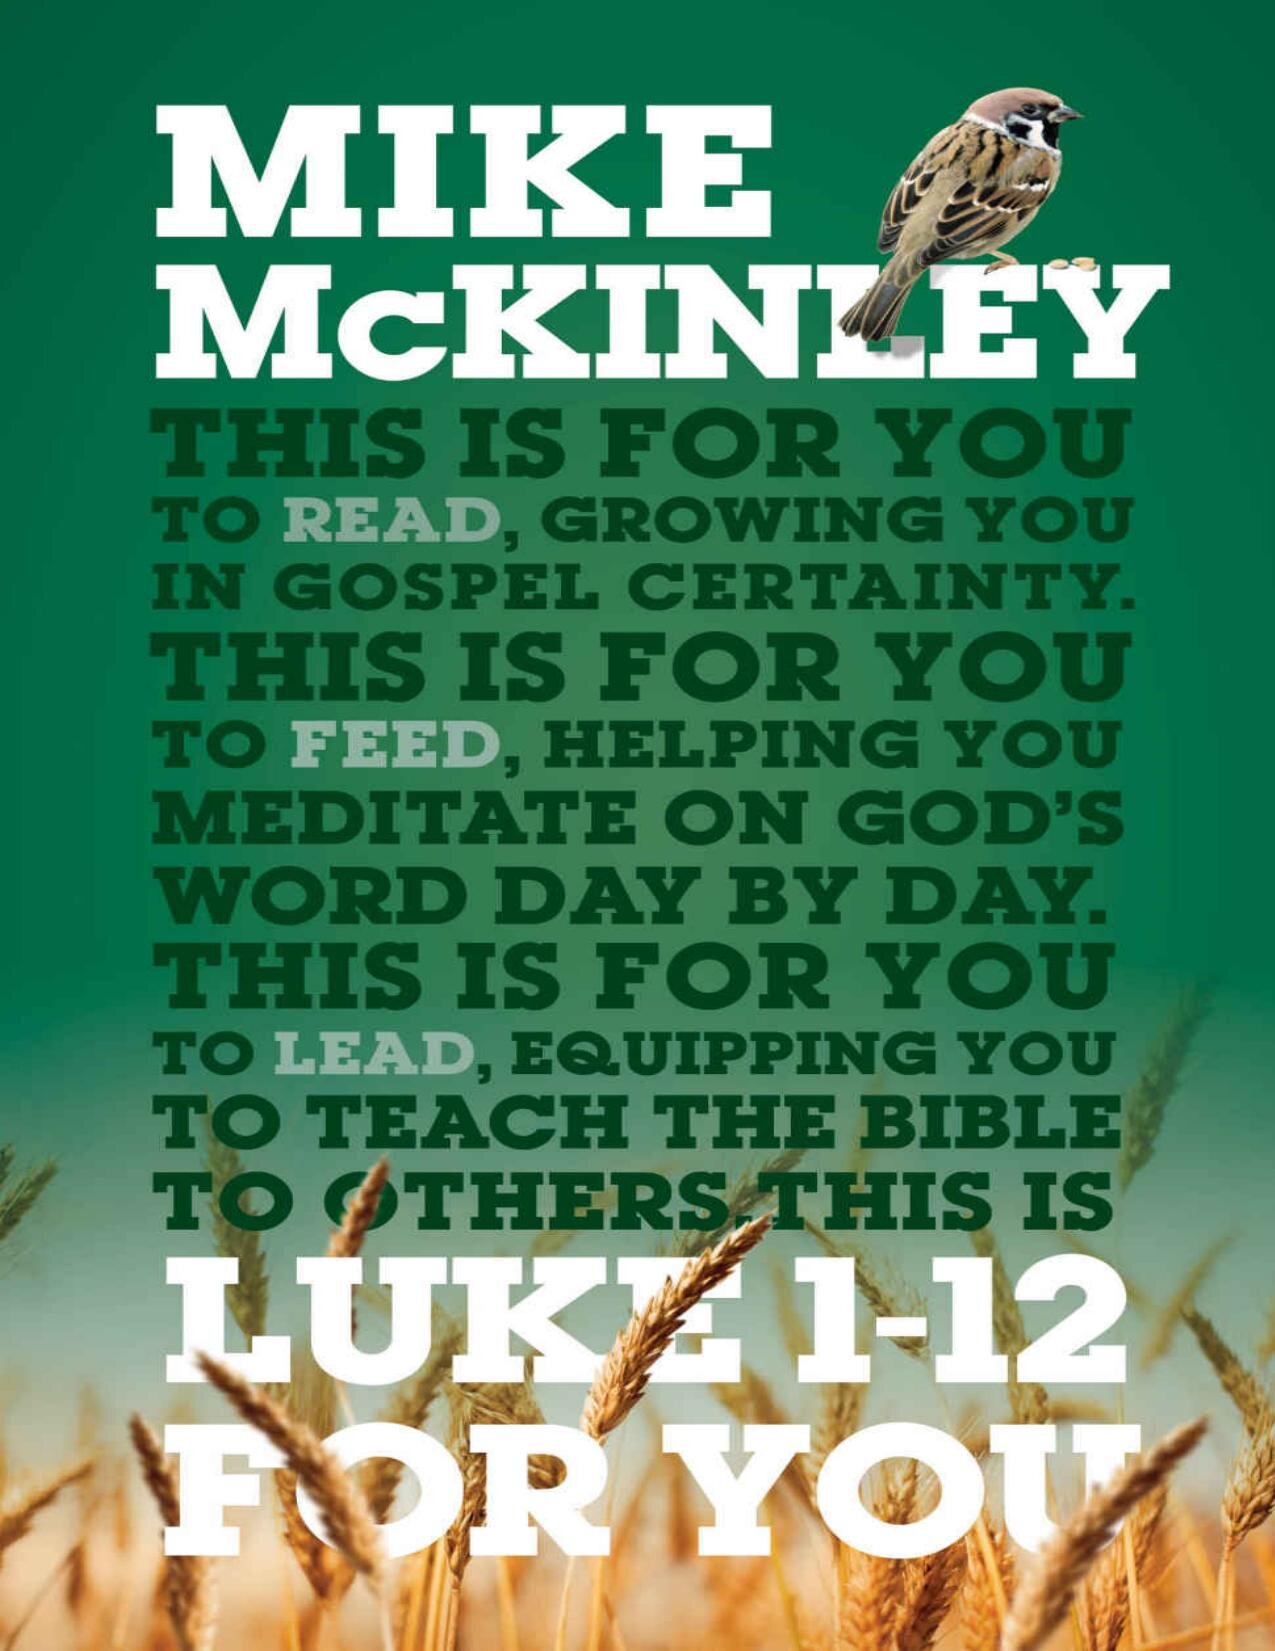 MIKE
McKINLEY
THIS IS FOR YOU
TO READ, GROWING YOU
IN GOSPEL CERTAINTY.
THIS IS FOR YOU
TO FEED, HELPING YOU
MEDITATE ON GOD'S
WORD DAY BY DAY.
THIS IS FOR YOU
TO LEAD, EQUIPPING YOU
TO TEACH THE BIBLE
TO OTHERS. THIS IS
LUKE 1-12
FOR YOU